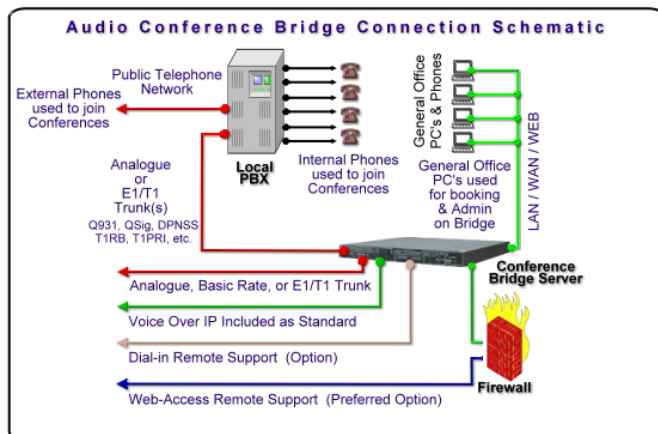 Audio Conference Bridge Connection Schematic
Public Telephone
Network
External Phones
used to join
Conferences
Local
PBX
Internal Phones
used to join
Conferences
General Office
PC's & Phones
General Office
PC's used
for booking
& Admin
on Bridge
LAN / WAN / WEB
Analogue
or
E1/T1
Trunk(s)
Q931, QSig, DPNSS
T1RB, T1PRI, etc.
Conference
Bridge Server
Analogue, Basic Rate, or E1/T1 Trunk
Voice Over IP Included as Standard
Dial-in Remote Support (Option)
Firewall
Web-Access Remote Support (Preferred Option)